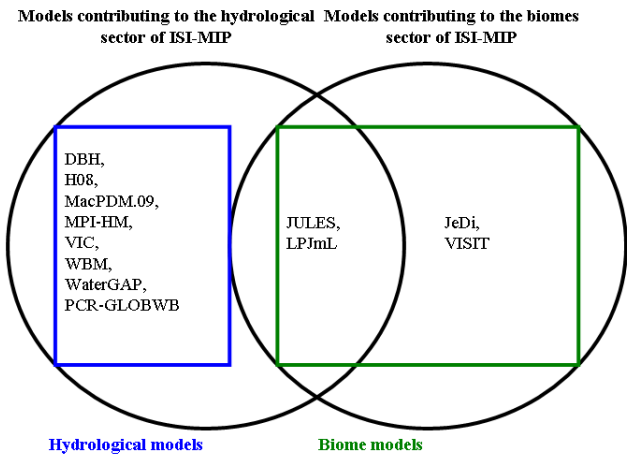 Models contributing to the hydrological
sector of ISI-MIP
Models contributing to the biomes
sector of ISI-MIP
DBH,
H08,
MacPDM.09,
MPI-HM,
VIC,
WBM,
WaterGAP,
PCR-GLOBWB
JULES,
LPJmL
JeDi,
VISIT
Hydrological models
Biome models